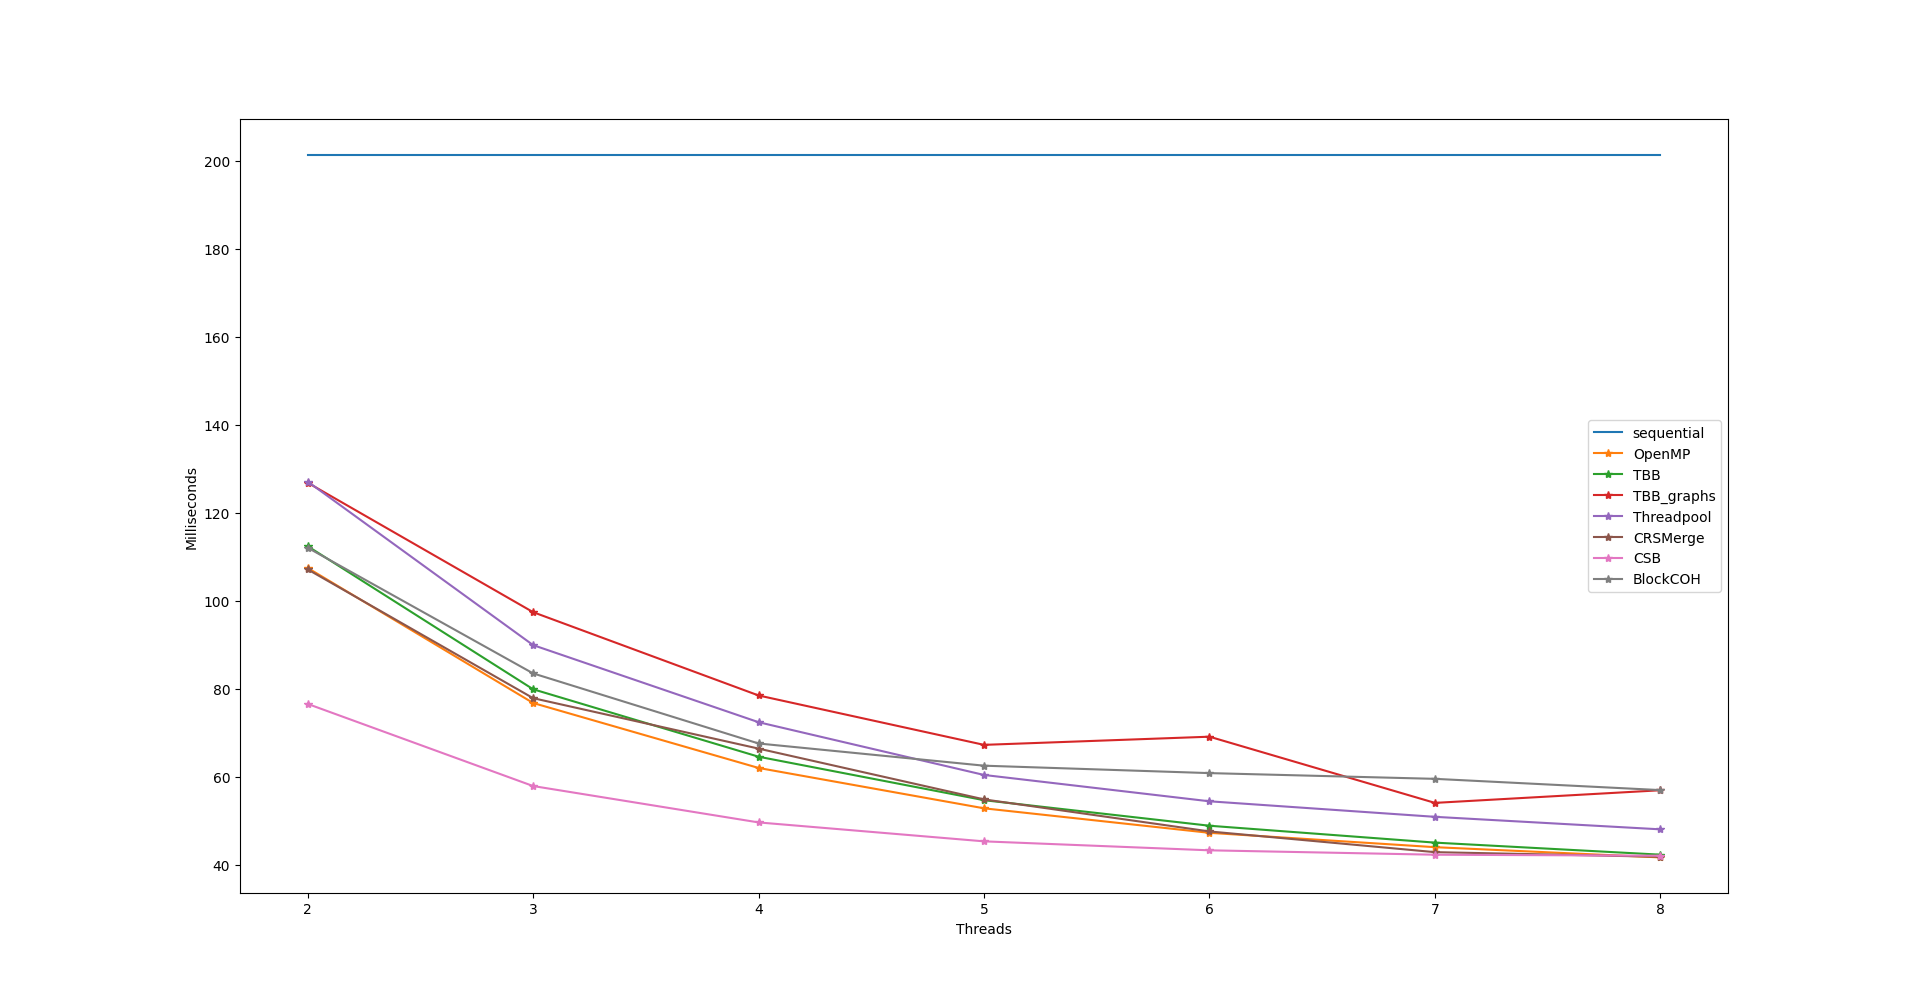 200
180
160
140
120
100
80
60
40
Milliseconds
2 3 4 5 6 7 8
Threads
sequential
OpenMP
TBB
TBB_graphs
Threadpool
CRSMerge
CSB
BlockCOH